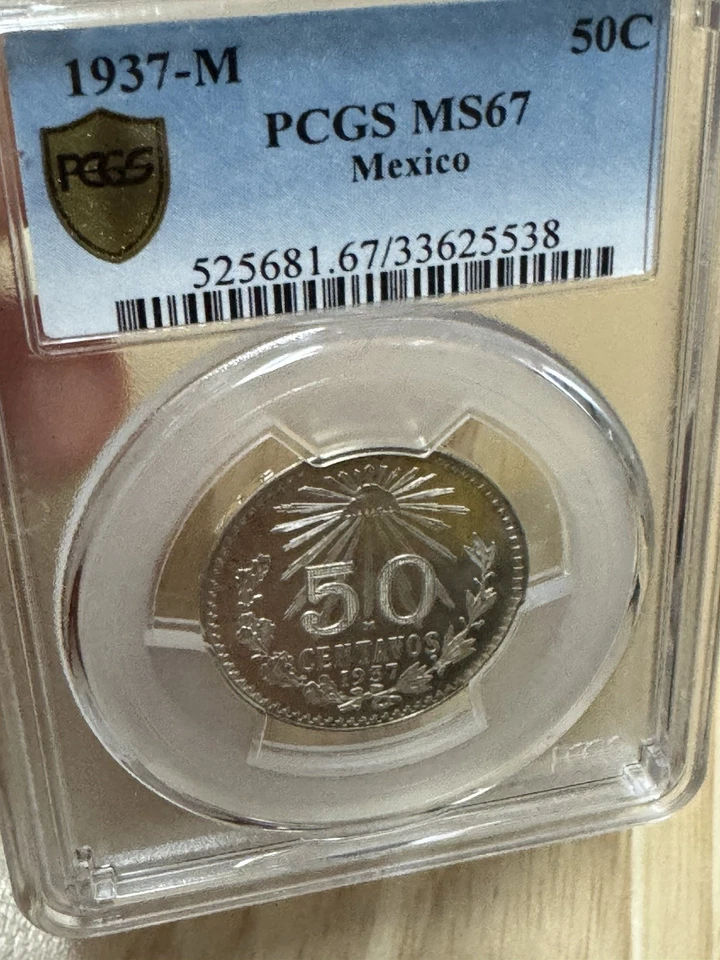 1937-M 50C
PCGS MS67
Mexico
PCGS
525681.67/33625538
50
M
CENTAVOS
1937